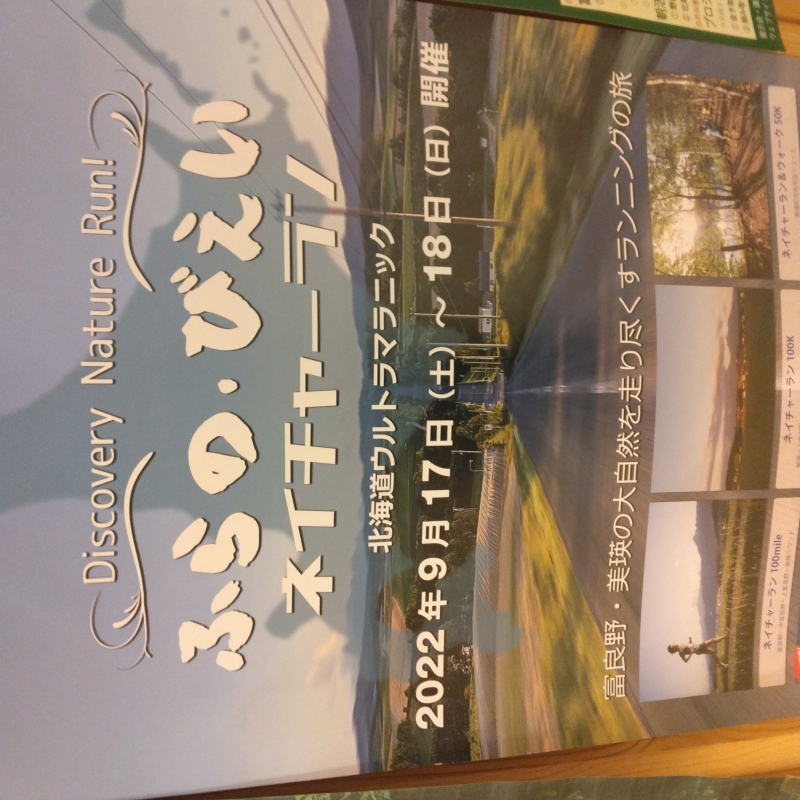 Discovery Nature Run!
ふらの・びえい
ネイチャーラン
北海道ウルトラマラニック
2022年9月17日(土)～18日(日)開催
富良野・美瑛の大自然を走り尽くすランニングの旅
ネイチャーラン 100mile
ネイチャーラン 100K
ネイチャーラン&ウォーク 50K